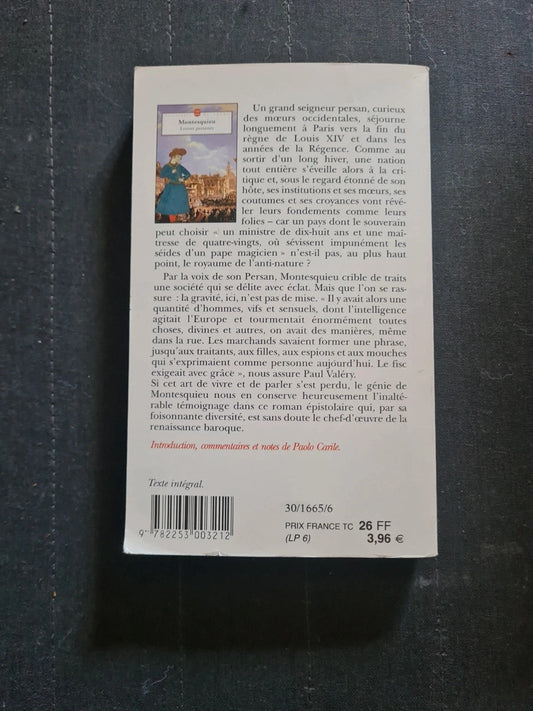 Montesquieu
Lettres persanes
Un grand seigneur persan, curieux
des mœurs occidentales, séjourne
longuement à Paris vers la fin du
règne de Louis XIV et dans les
années de la Régence. Comme au
sortir d'un long hiver, une nation
tout entière s'éveille alors à la cri-
tique et, sous le regard étonné de son
hôte, ses institutions et ses mœurs, ses
coutumes et ses croyances vont révé-
ler leurs fondements comme leurs
folies – car un pays dont le souverain
peut choisir « un ministre de dix-huit ans et une maî-
tresse de quatre-vingts, où sévissent impunément les
séides d'un pape magicien » n'est-il pas, au plus haut
point, le royaume de l'anti-nature ?
Par la voix de son Persan, Montesquieu crible de traits
une société qui se délite avec éclat. Mais que l'on se ras-
sure : la gravité, ici, n'est pas de mise. « Il y avait alors une
quantité d'hommes, vifs et sensuels, dont l'intelligence
agitait l'Europe et tourmentait énormément toutes
choses, divines et autres, on avait des manières, même
dans la rue. Les marchands savaient former une phrase,
jusqu'aux traitants, aux filles, aux espions et aux mouches
qui s'exprimaient comme personne aujourd'hui. Le fisc
exigeait avec grâce », nous assure Paul Valéry.
Si cet art de vivre et de parler s'est perdu, le génie de
Montesquieu nous en conserve heureusement l'inalté-
rable témoignage dans ce roman épistolaire qui, par sa
foisonnante diversité, est sans doute le chef-d'œuvre de la
renaissance baroque.
Introduction, commentaires et notes de Paolo Carile.
Texte intégral.
30/1665/6
PRIX FRANCE TC 26 FF
(LP 6) 3,96 €
9 782253 003212